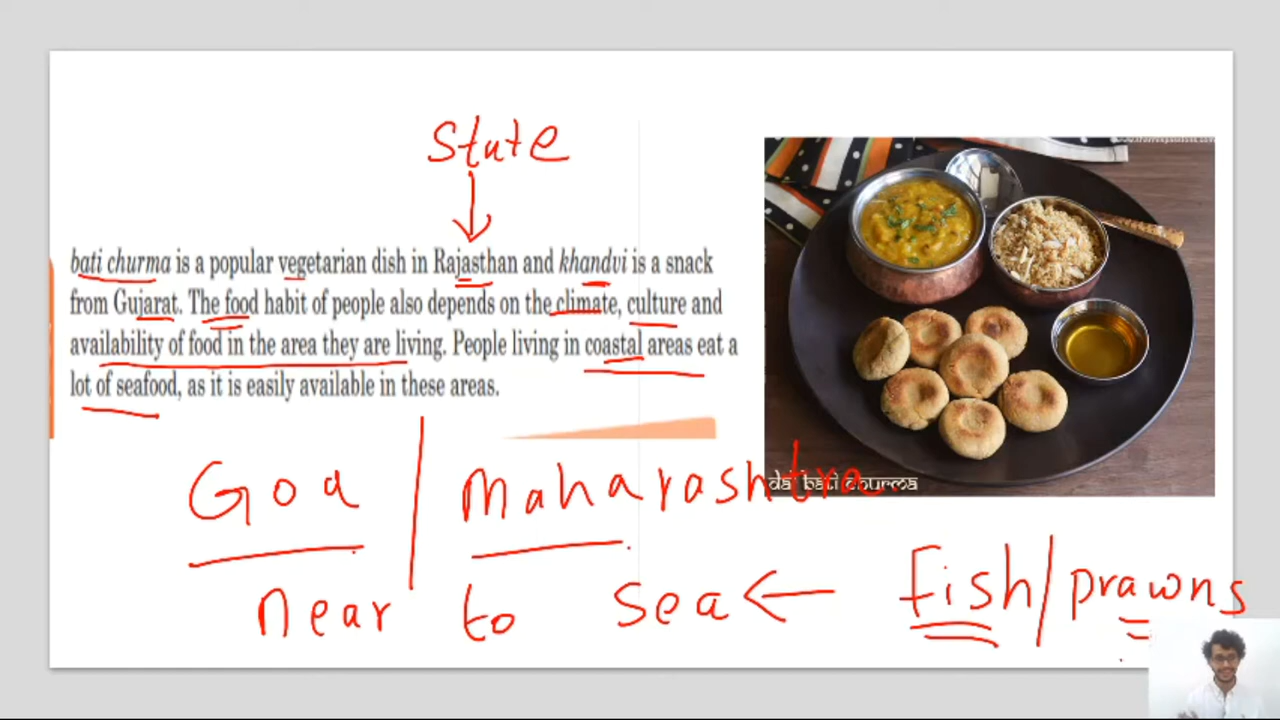 State
bati churma is a popular vegetarian dish in Rajasthan and khandvi is a snack
from Gujarat. The food habit of people also depends on the climate, culture and
availability of food in the area they are living. People living in coastal areas eat a
lot of seafood, as it is easily available in these areas.
dal bati churma
Goa / Maharashtra.
near to sea ← Fish/prawns